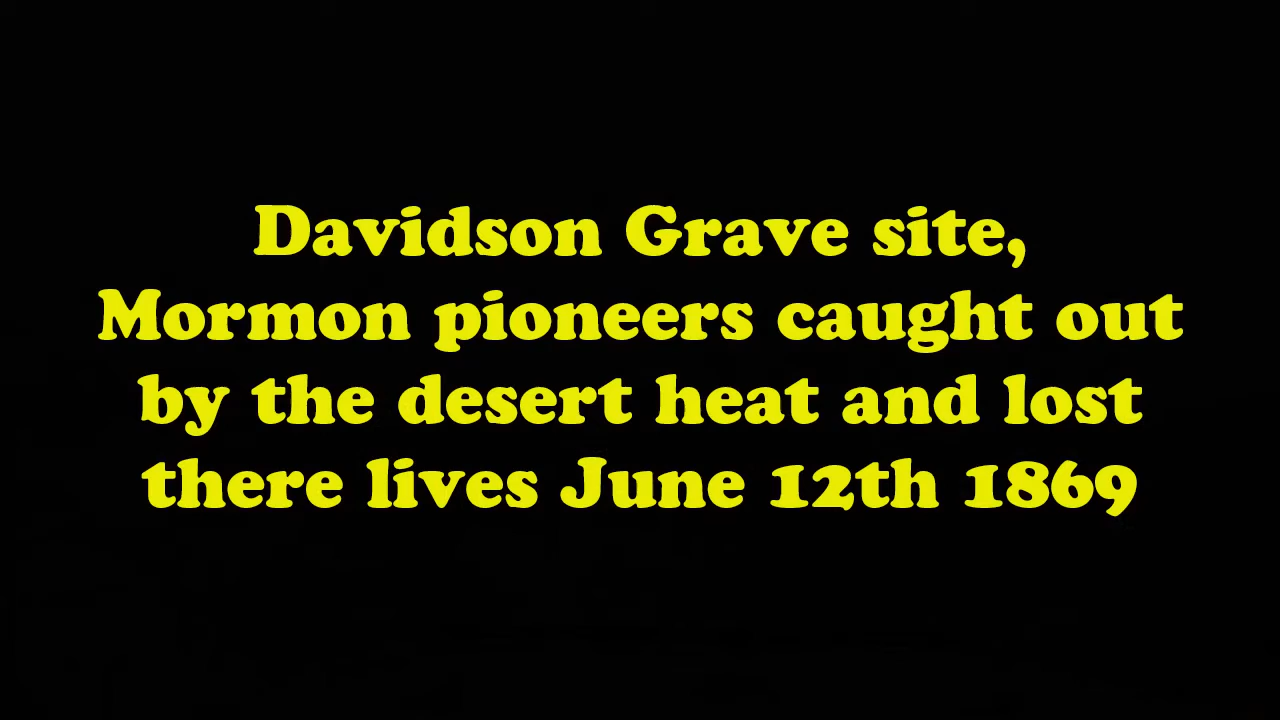 Davidson Grave site,
Mormon pioneers caught out
by the desert heat and lost
there lives June 12th 1869